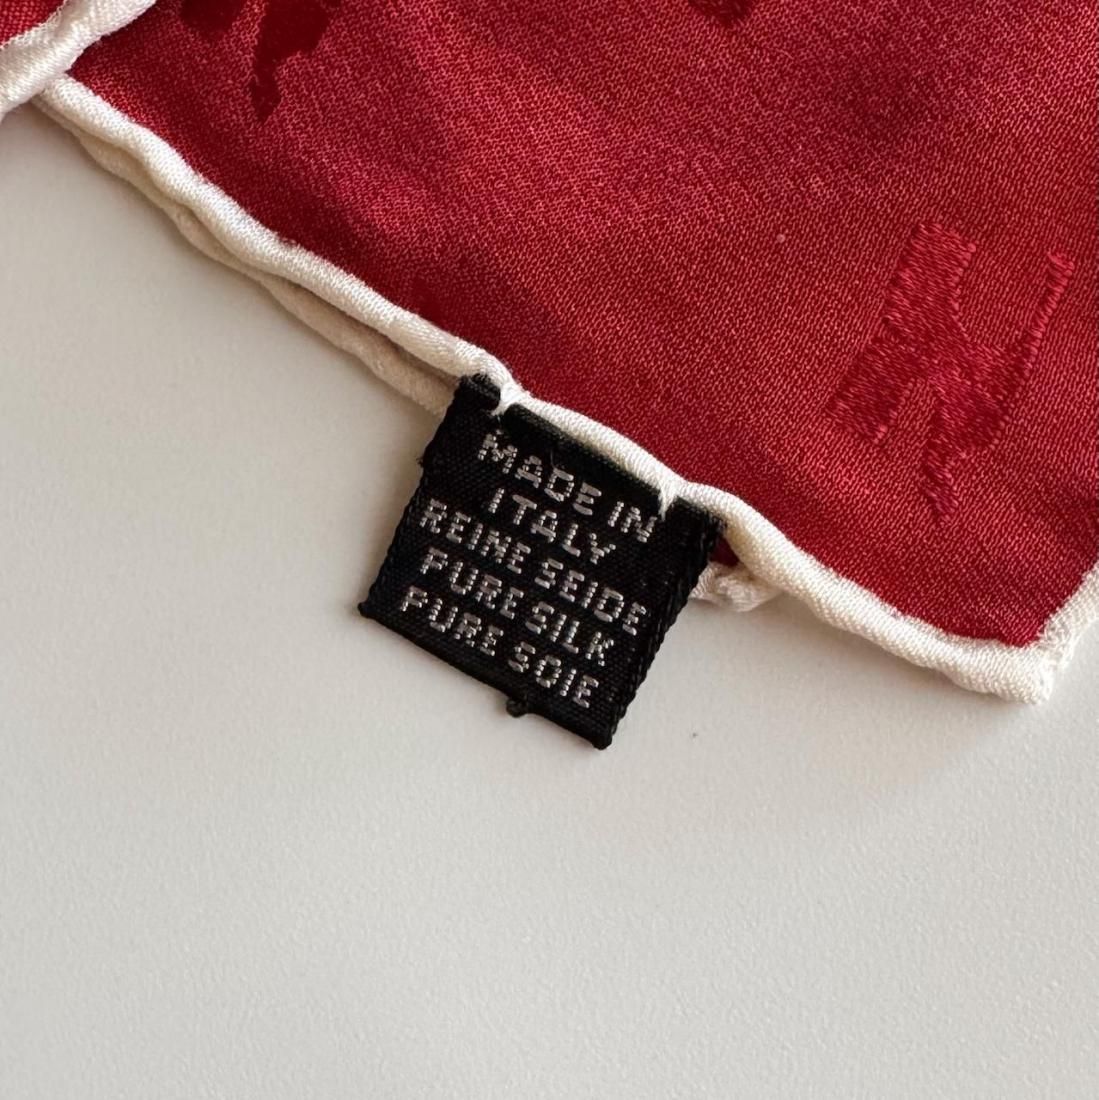 MADE IN
ITALY
REINE SEIDE
PURE SILK
PURE SOIE